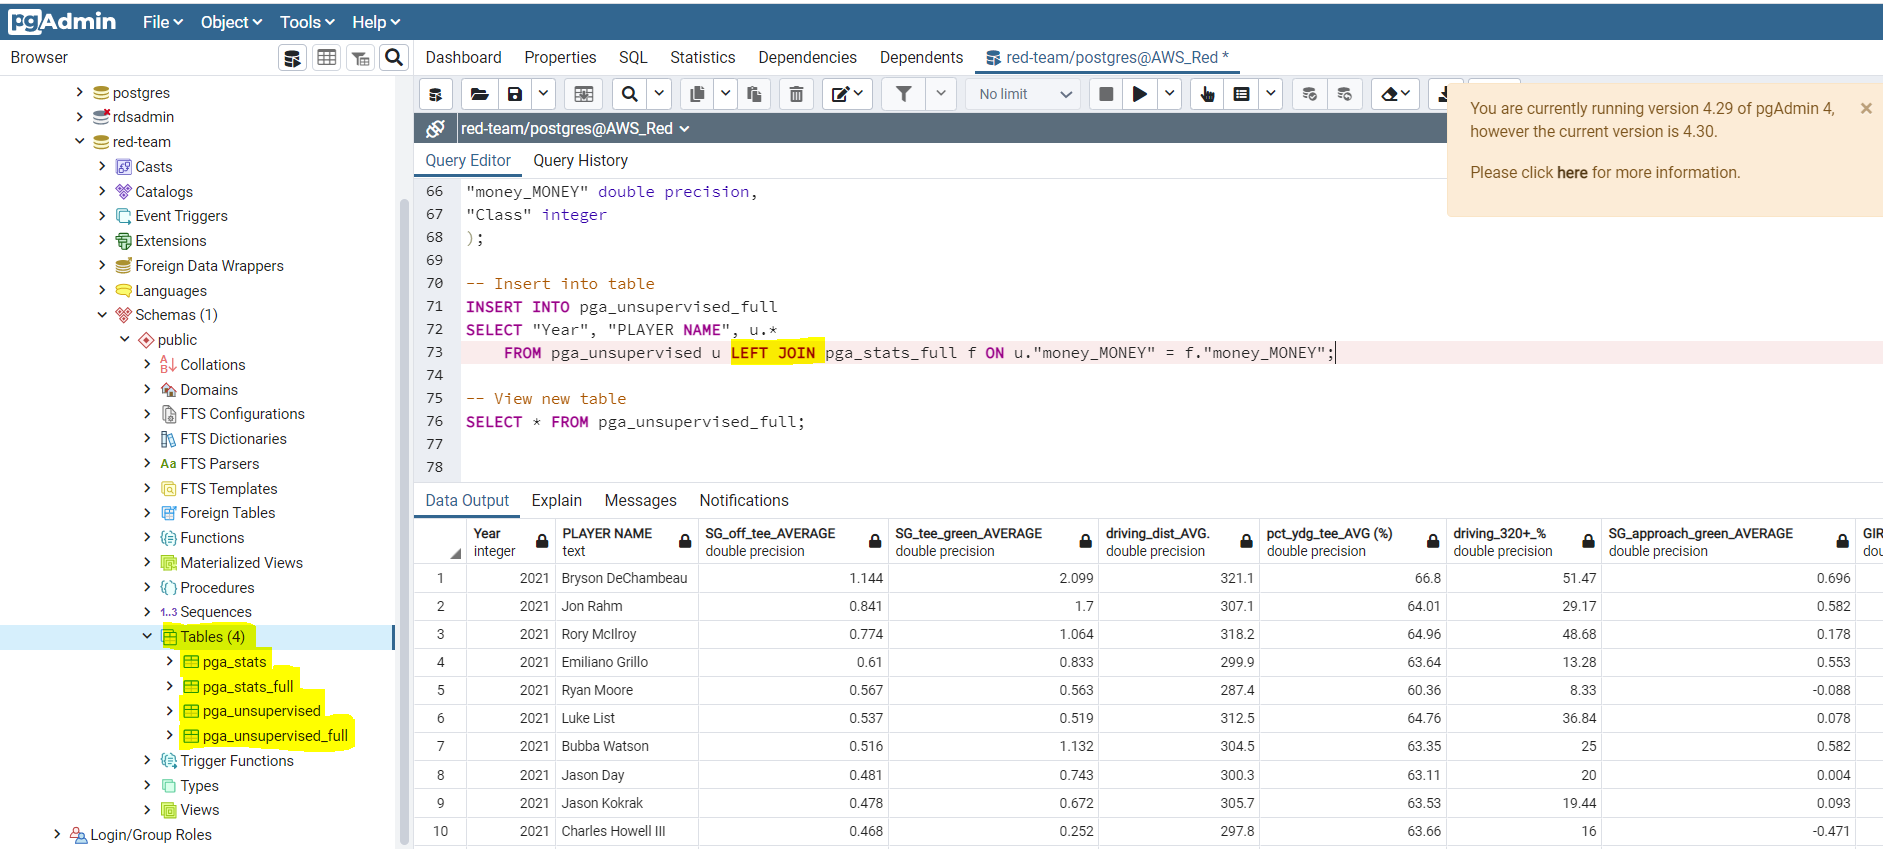 pgAdmin File Object Tools Help
Browser
Dashboard Properties SQL Statistics Dependencies Dependents red-team/postgres@AWS_Red *
No limit
You are currently running version 4.29 of pgAdmin 4,
however the current version is 4.30.
Please click here for more information.
×
postgres
rdsadmin
red-team
Casts
Catalogs
Event Triggers
Extensions
Foreign Data Wrappers
Languages
Schemas (1)
public
Collations
Domains
FTS Configurations
FTS Dictionaries
Aa FTS Parsers
FTS Templates
Foreign Tables
Functions
Materialized Views
Procedures
1..3 Sequences
Tables (4)
pga_stats
pga_stats_full
pga_unsupervised
pga_unsupervised_full
Trigger Functions
Types
Views
Login/Group Roles
red-team/postgres@AWS_Red
Query Editor Query History
66 "money_MONEY" double precision,
67 "Class" integer
68 );
69
70 -- Insert into table
71 INSERT INTO pga_unsupervised_full
72 SELECT "Year", "PLAYER NAME", u.*
73 FROM pga_unsupervised u LEFT JOIN pga_stats_full f ON u."money_MONEY" = f."money_MONEY";
74
75 -- View new table
76 SELECT * FROM pga_unsupervised_full;
77
78
Data Output Explain Messages Notifications
Year PLAYER NAME SG_off_tee_AVERAGE SG_tee_green_AVERAGE driving_dist_AVG. pct_ydg_tee_AVG (%) driving_320+_% SG_approach_green_AVERAGE GIR
integer text double precision double precision double precision double precision double precision double precision dou
1 2021 Bryson DeChambeau 1.144 2.099 321.1 66.8 51.47 0.696
2 2021 Jon Rahm 0.841 1.7 307.1 64.01 29.17 0.582
3 2021 Rory McIlroy 0.774 1.064 318.2 64.96 48.68 0.178
4 2021 Emiliano Grillo 0.61 0.833 299.9 63.64 13.28 0.553
5 2021 Ryan Moore 0.567 0.563 287.4 60.36 8.33 -0.088
6 2021 Luke List 0.537 0.519 312.5 64.76 36.84 0.078
7 2021 Bubba Watson 0.516 1.132 304.5 63.35 25 0.582
8 2021 Jason Day 0.481 0.743 300.3 63.11 20 0.004
9 2021 Jason Kokrak 0.478 0.672 305.7 63.53 19.44 0.093
10 2021 Charles Howell III 0.468 0.252 297.8 63.66 16 -0.471